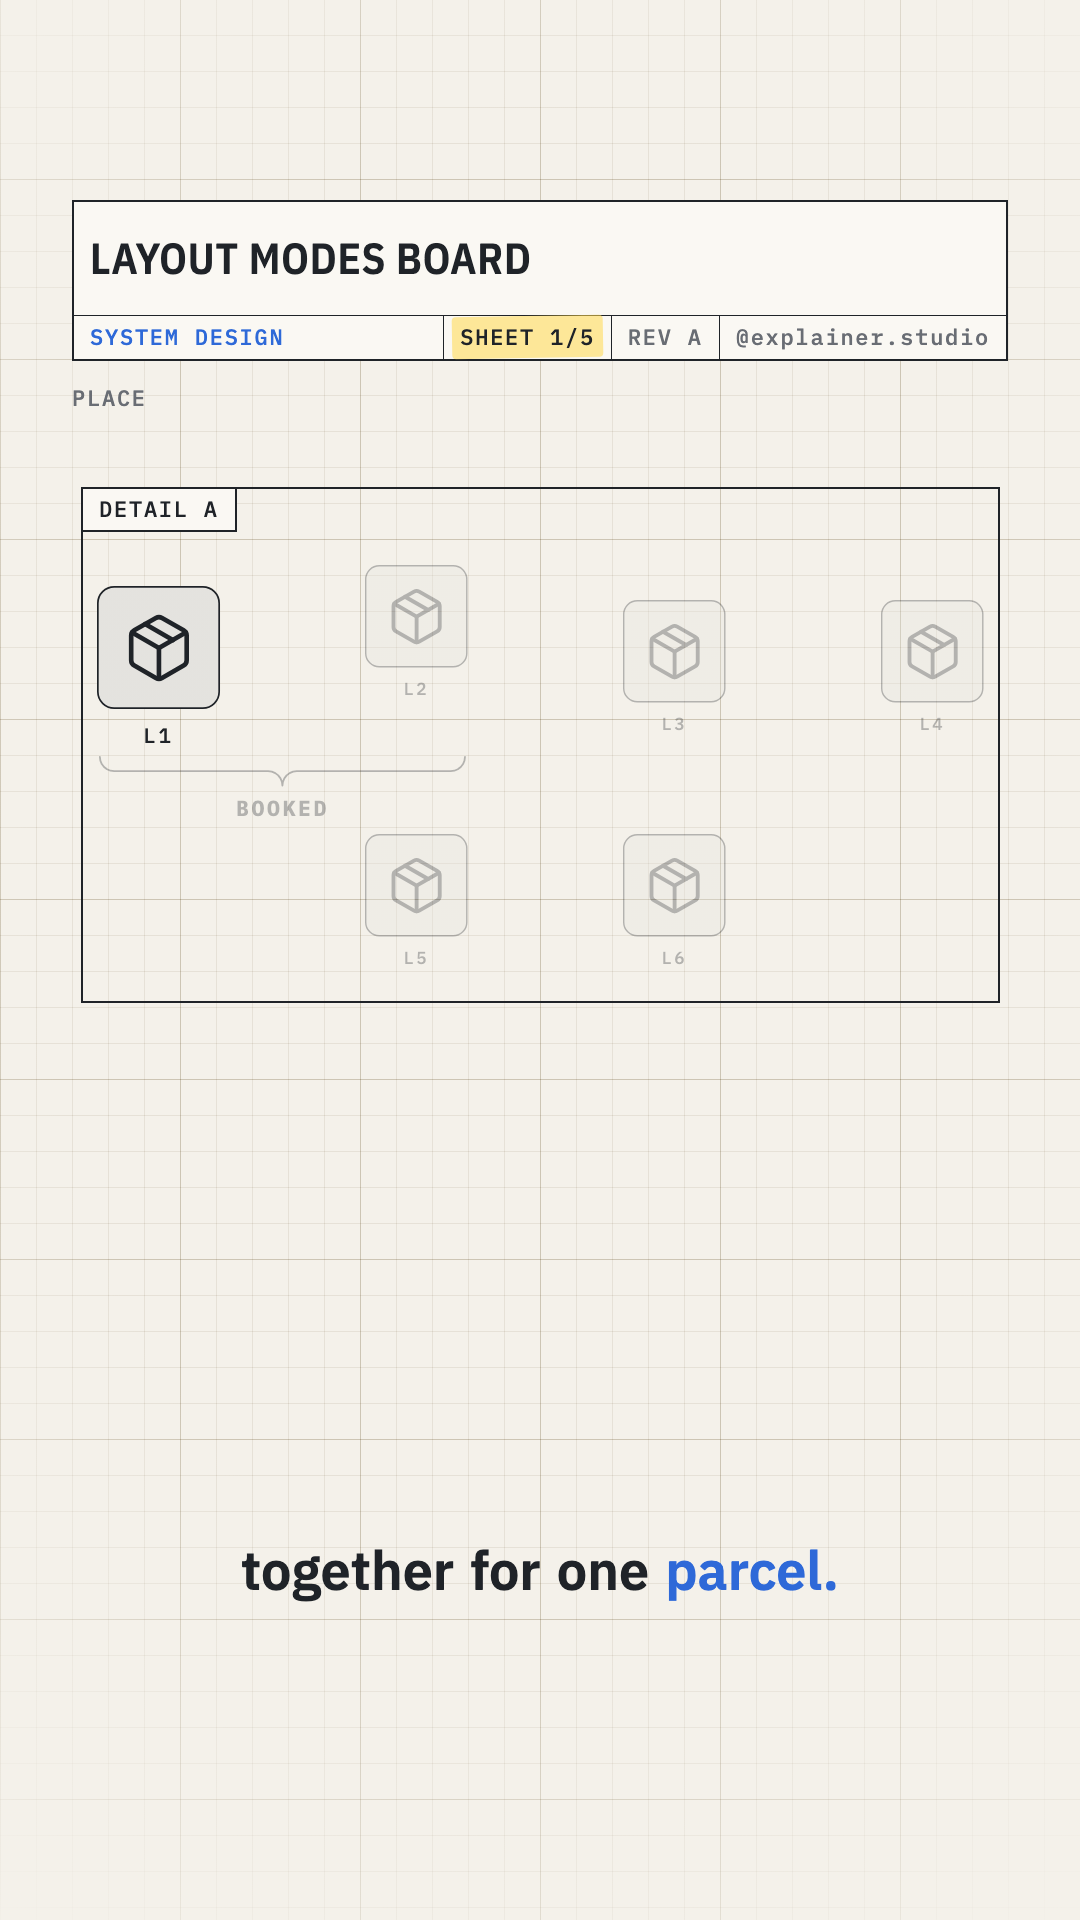 LAYOUT MODES BOARD
SYSTEM DESIGN SHEET 1/5 REV A @explainer.studio
PLACE
DETAIL A
L1 L2 L3 L4
BOOKED
L5 L6
together for one parcel.